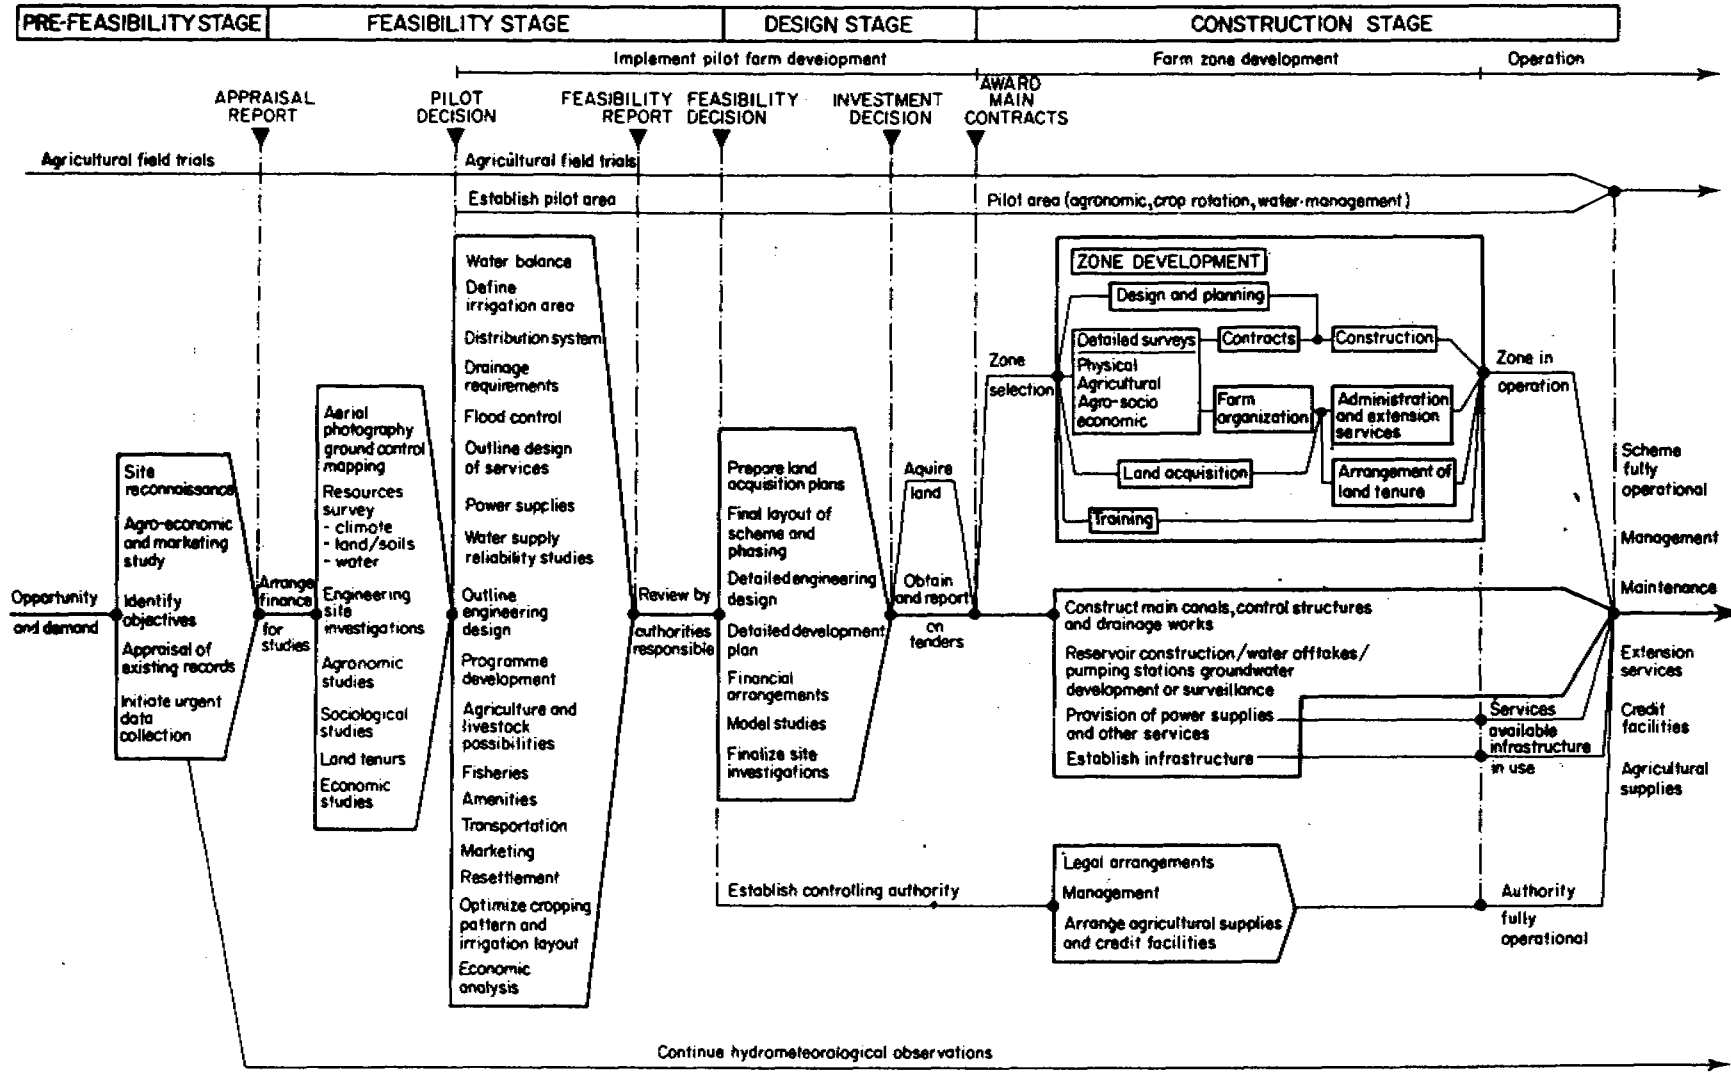 PRE-FEASIBILITY STAGE
FEASIBILITY STAGE
DESIGN STAGE
CONSTRUCTION STAGE
Implement pilot farm development
Farm zone development
Operation
APPRAISAL
REPORT
PILOT
DECISION
FEASIBILITY
REPORT
FEASIBILITY
DECISION
INVESTMENT
DECISION
AWARD
MAIN
CONTRACTS
Agricultural field trials
Agricultural field trials
Establish pilot area
Pilot area (agronomic, crop rotation, water-management)
Opportunity
and demand
Site
reconnaissance
Agro-economic
and marketing
study
Identify
objectives
Appraisal of
existing records
Initiate urgent
data
collection
Arrange
finance
for
studies
Aerial
photography
ground control
mapping
Resources
survey
- climate
- land/soils
- water
Engineering
site
investigations
Agronomic
studies
Sociological
studies
Land tenurs
Economic
studies
Water balance
Define
irrigation area
Distribution system
Drainage
requirements
Flood control
Outline design
of services
Power supplies
Water supply
reliability studies
Outline
engineering
design
Programme
development
Agriculture and
livestock
possibilities
Fisheries
Amenities
Transportation
Marketing
Resettlement
Optimize cropping
pattern and
irrigation layout
Economic
analysis
Review by
authorities
responsible
Prepare land
acquisition plans
Final layout of
scheme and
phasing
Detailed engineering
design
Detailed development
plan
Financial
arrangements
Model studies
Finalize site
investigations
Aquire
land
Obtain
and report
on
tenders
Establish controlling authority
Zone
selection
ZONE DEVELOPMENT
Design and planning
Detailed surveys
Physical
Agricultural
Agro-socio
economic
Contracts
Construction
Farm
organization
Administration
and extension
services
Land acquisition
Arrangement of
land tenure
Training
Zone in
operation
Construct main canals, control structures
and drainage works
Reservoir construction/water offtakes/
pumping stations groundwater
development or surveillance
Provision of power supplies
and other services
Establish infrastructure
Services
available
infrastructure
in use
Legal arrangements
Management
Arrange agricultural supplies
and credit facilities
Authority
fully
operational
Scheme
fully
operational
Management
Maintenance
Extension
services
Credit
facilities
Agricultural
supplies
Continue hydrometeorological observations